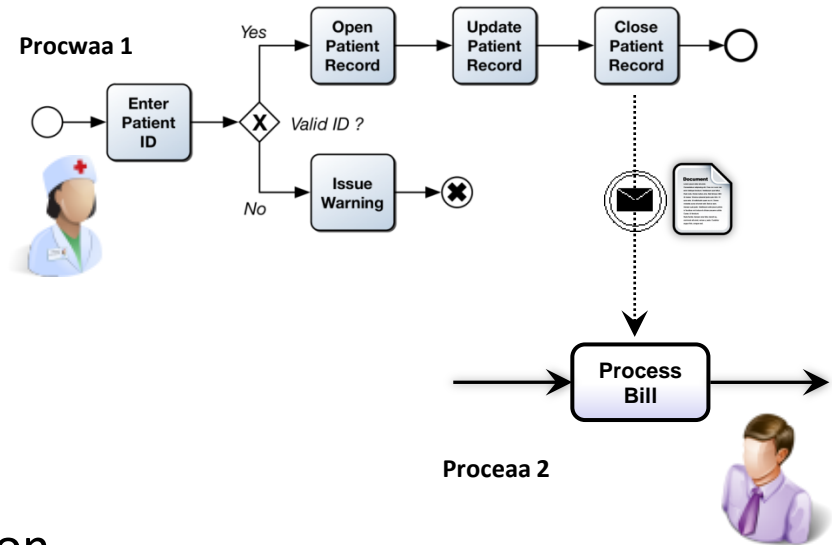 Procwaa 1
Enter
Patient
ID
Yes
X
Valid ID ?
No
Open
Patient
Record
Update
Patient
Record
Close
Patient
Record
Issue
Warning
Document
Process
Bill
Proceaa 2